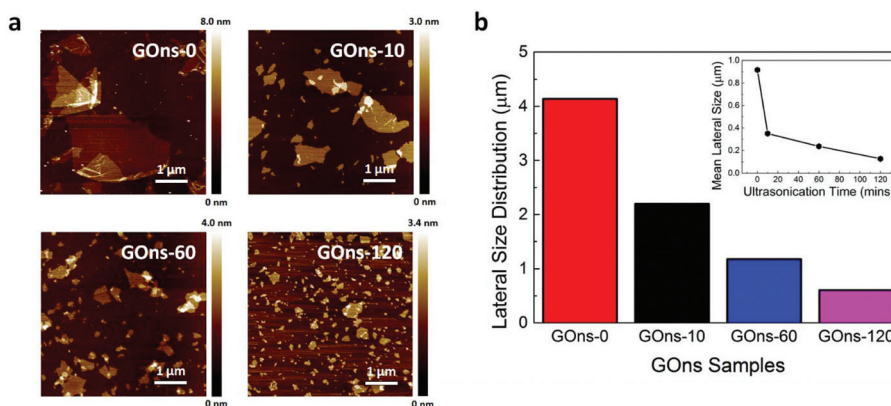 a
GOns-0
1 μm
8.0 nm
0 nm
GOns-10
1 μm
3.0 nm
0 nm
GOns-60
1 μm
4.0 nm
0 nm
GOns-120
1 μm
3.4 nm
0 nm
b
Lateral Size Distribution (μm)
5
4
3
2
1
0
GOns-0 GOns-10 GOns-60 GOns-120
GOns Samples
Mean Lateral Size (μm)
1.0
0.8
0.6
0.4
0.2
0.0
0 20 40 60 80 100 120
Ultrasonication Time (mins